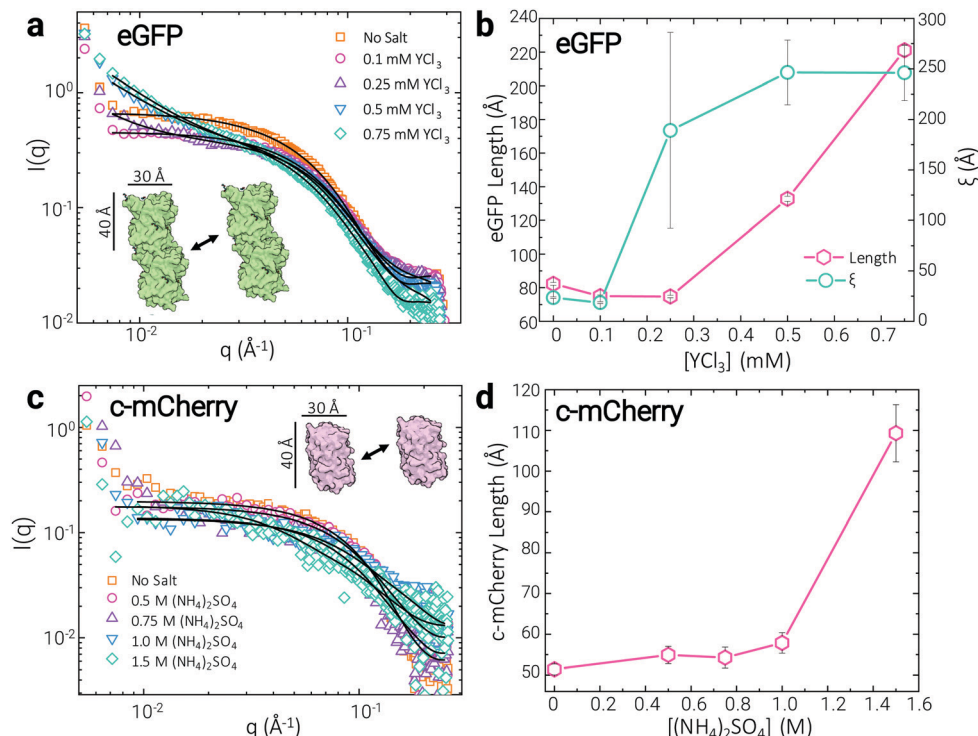 a
eGFP
No Salt
0.1 mM YCl3
0.25 mM YCl3
0.5 mM YCl3
0.75 mM YCl3
I(q)
10^0
10^-1
10^-2
30 Å
40 Å
10^-2
10^-1
q (Å^-1)
b
eGFP
eGFP Length (Å)
240
220
200
180
160
140
120
100
80
60
300
250
200
150
100
50
0
ξ (Å)
Length
ξ
0
0.1
0.2
0.3
0.4
0.5
0.6
0.7
[YCl3] (mM)
c
c-mCherry
30 Å
40 Å
I(q)
10^0
10^-1
10^-2
No Salt
0.5 M (NH4)2SO4
0.75 M (NH4)2SO4
1.0 M (NH4)2SO4
1.5 M (NH4)2SO4
10^-2
10^-1
q (Å^-1)
d
c-mCherry
c-mCherry Length (Å)
120
110
100
90
80
70
60
50
0.0
0.2
0.4
0.6
0.8
1.0
1.2
1.4
1.6
[(NH4)2SO4] (M)